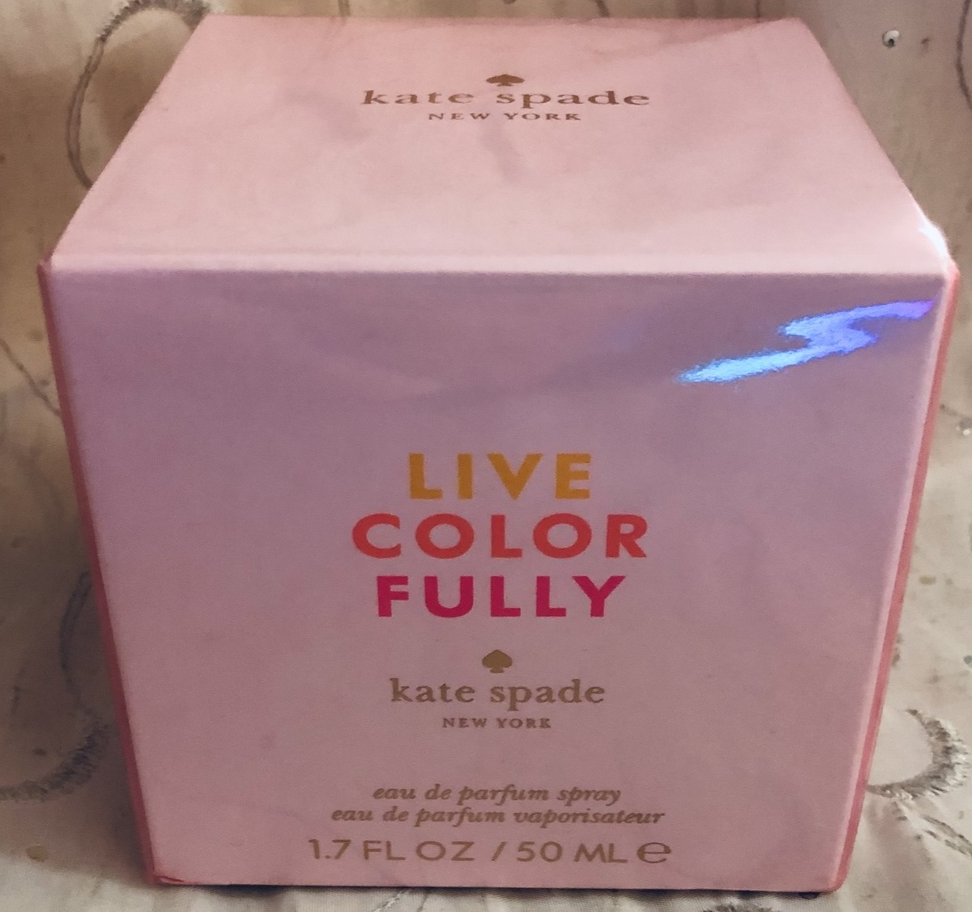 kate spade
NEW YORK
LIVE
COLOR
FULLY
kate spade
NEW YORK
eau de parfum spray
eau de parfum vaporisateur
1.7 FL OZ / 50 ML ℮